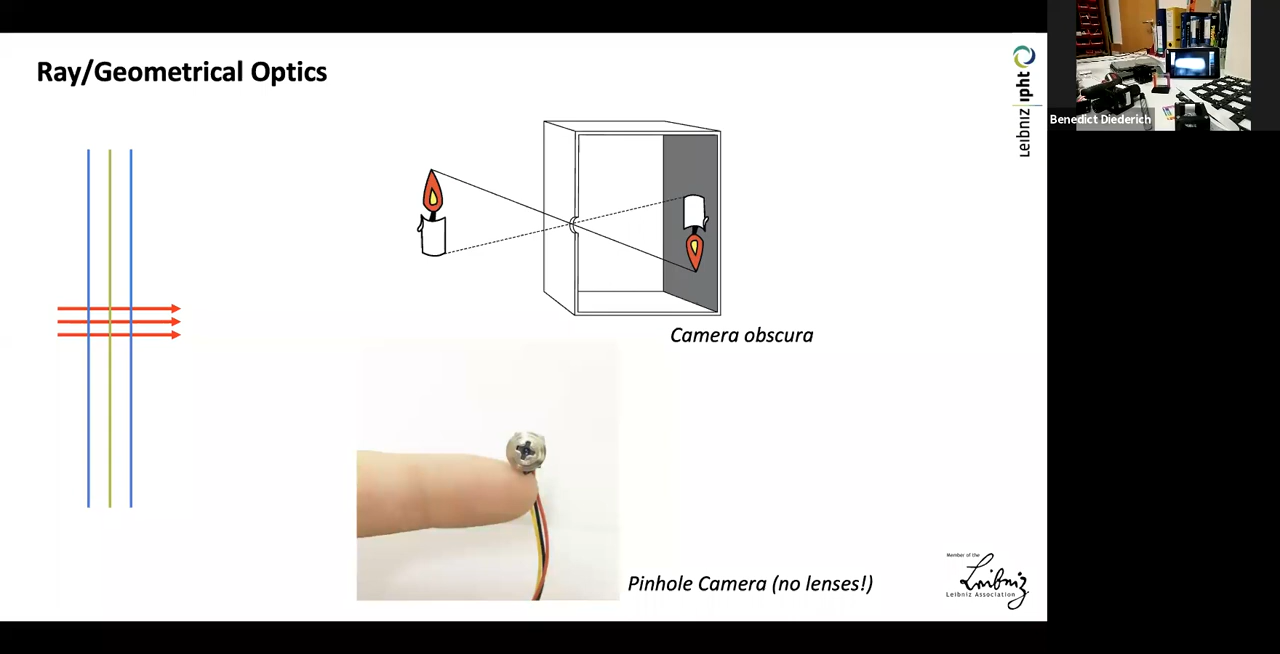 Ray/Geometrical Optics
Leibniz ipht
Benedict Diederich
Camera obscura
Pinhole Camera (no lenses!)
Member of the
Leibniz
Leibniz Association